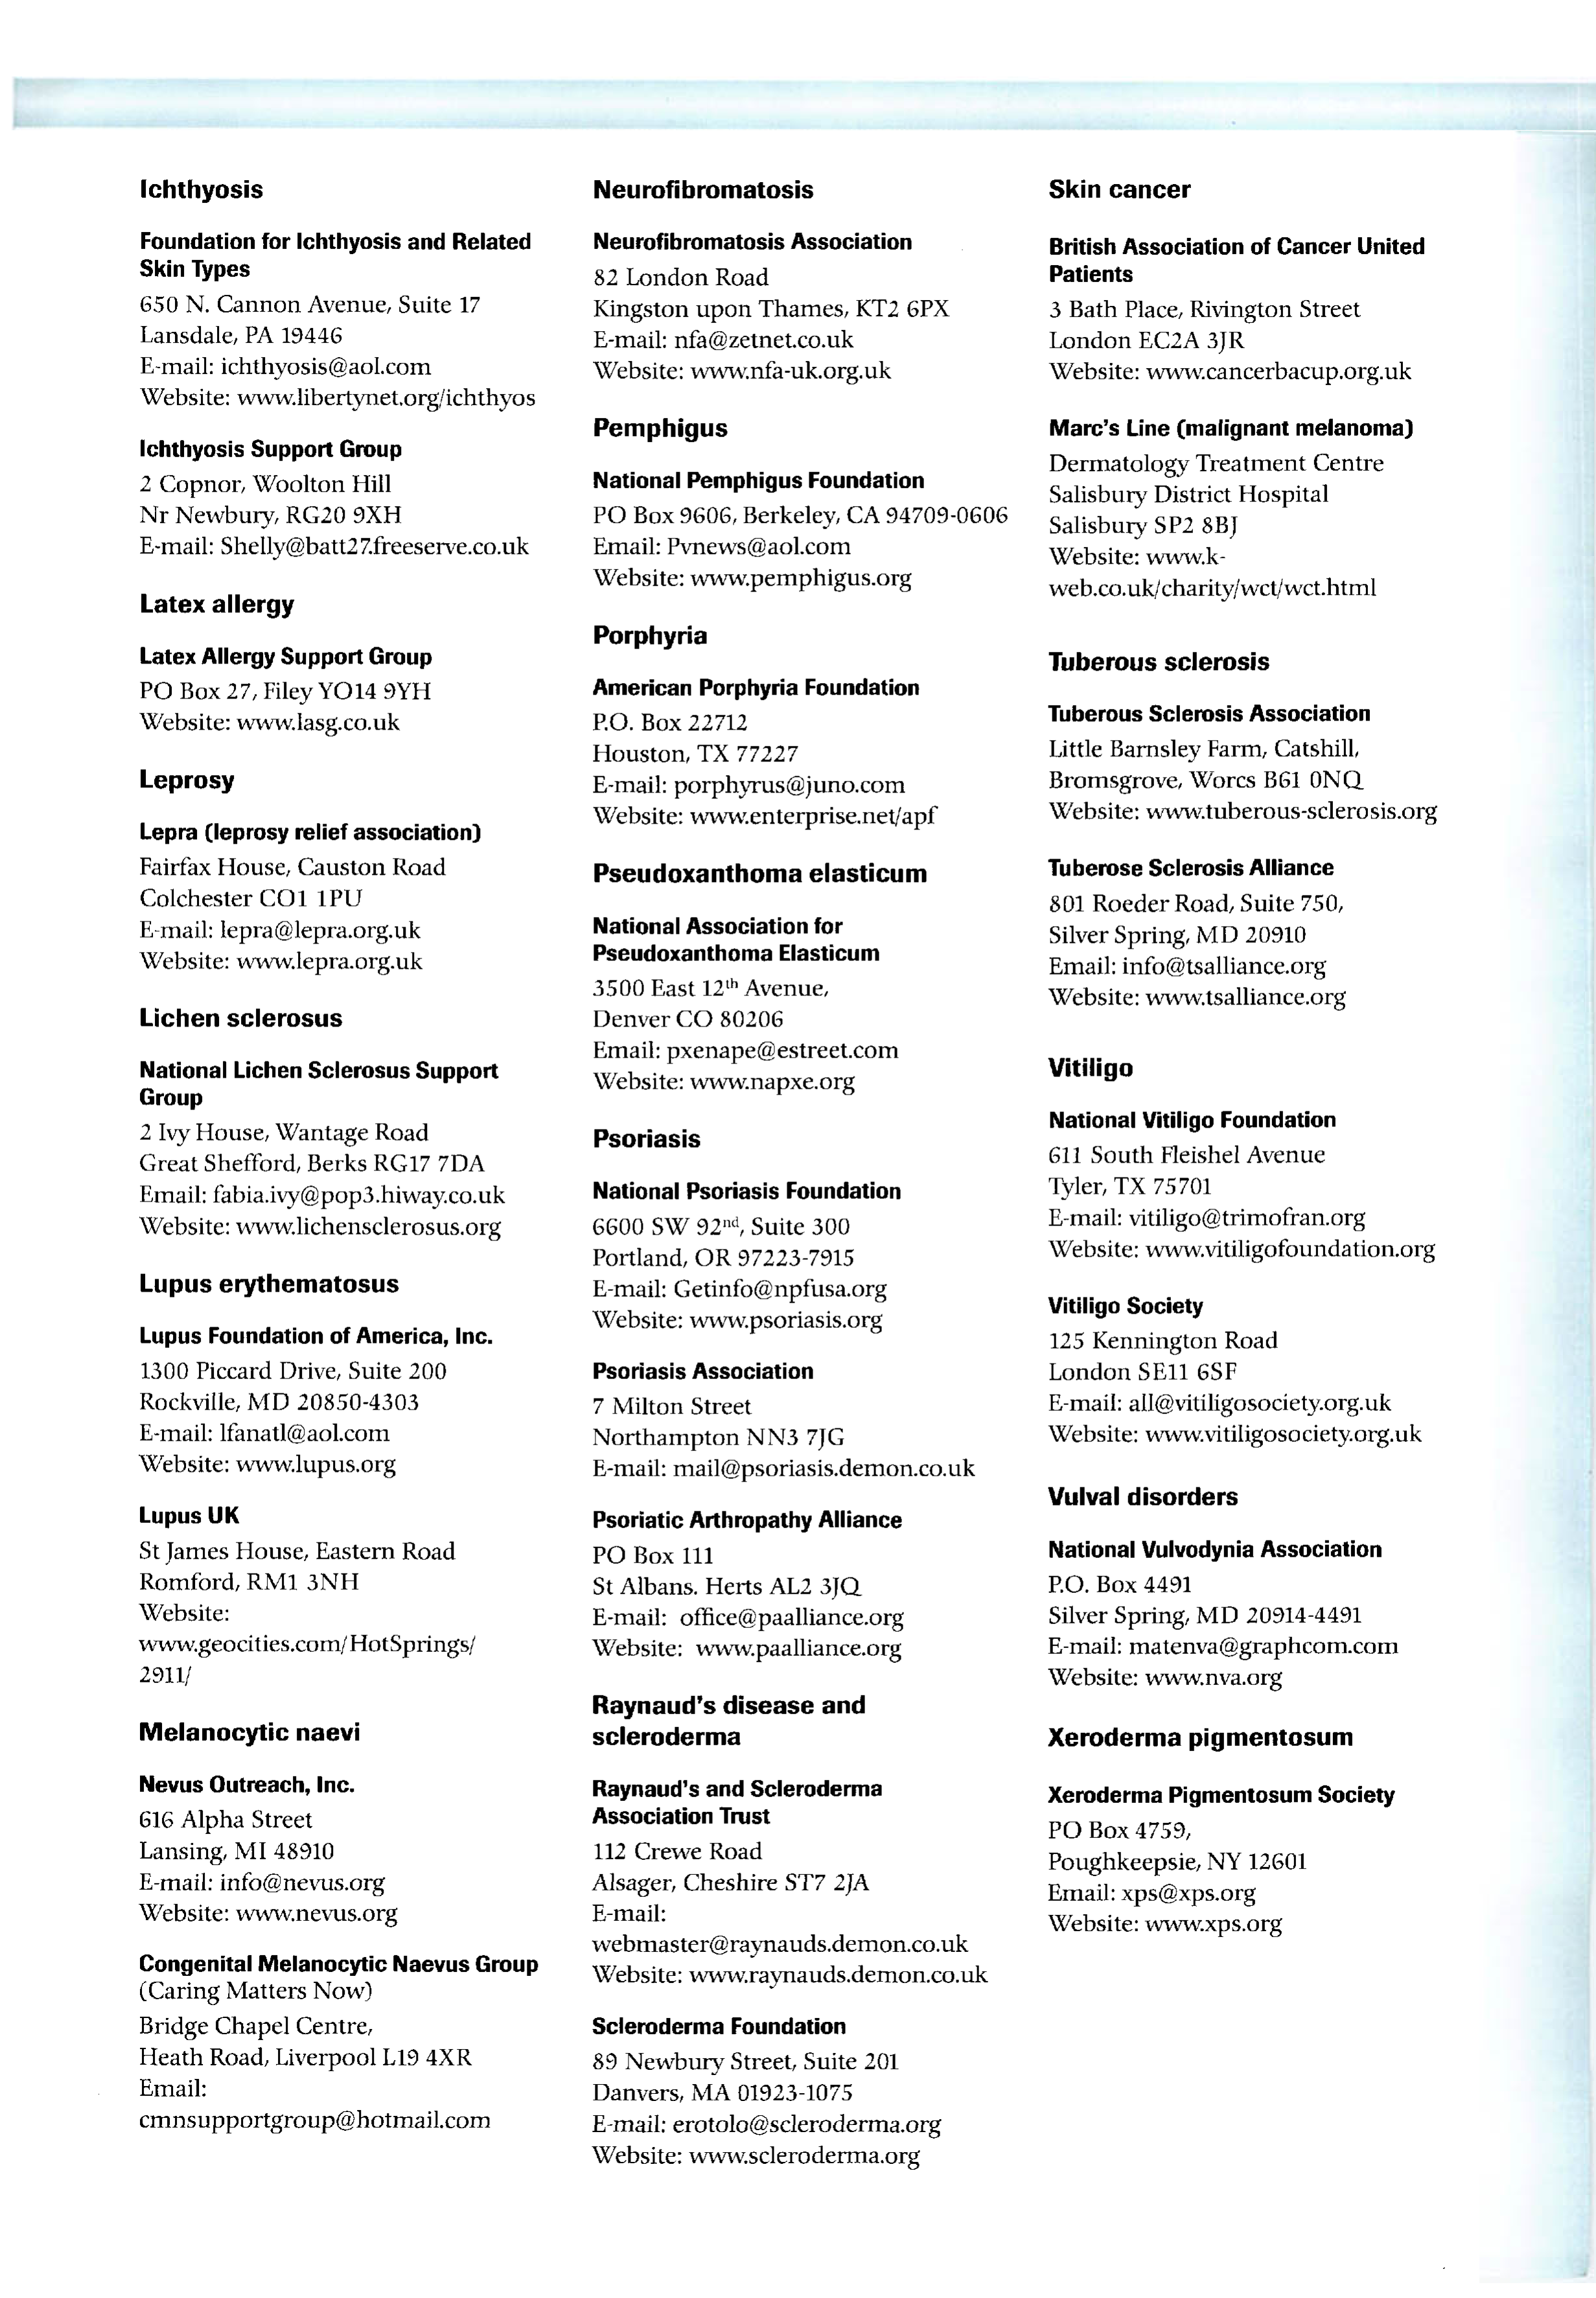 Ichthyosis
Foundation for Ichthyosis and Related
Skin Types
650 N. Cannon Avenue, Suite 17
Lansdale, PA 19446
E-mail: ichthyosis@aol.com
Website: www.libertynet.org/ichthyos
Ichthyosis Support Group
2 Copnor, Woolton Hill
Nr Newbury, RG20 9XH
E-mail: Shelly@batt27.freeserve.co.uk
Latex allergy
Latex Allergy Support Group
PO Box 27, Filey YO14 9YH
Website: www.lasg.co.uk
Leprosy
Lepra (leprosy relief association)
Fairfax House, Causton Road
Colchester CO1 1PU
E-mail: lepra@lepra.org.uk
Website: www.lepra.org.uk
Lichen sclerosus
National Lichen Sclerosus Support
Group
2 Ivy House, Wantage Road
Great Shefford, Berks RG17 7DA
Email: fabia.ivy@pop3.hiway.co.uk
Website: www.lichensclerosus.org
Lupus erythematosus
Lupus Foundation of America, Inc.
1300 Piccard Drive, Suite 200
Rockville, MD 20850-4303
E-mail: lfanatl@aol.com
Website: www.lupus.org
Lupus UK
St James House, Eastern Road
Romford, RM1 3NH
Website:
www.geocities.com/HotSprings/
2911/
Melanocytic naevi
Nevus Outreach, Inc.
616 Alpha Street
Lansing, MI 48910
E-mail: info@nevus.org
Website: www.nevus.org
Congenital Melanocytic Naevus Group
(Caring Matters Now)
Bridge Chapel Centre,
Heath Road, Liverpool L19 4XR
Email:
cmnsupportgroup@hotmail.com
Neurofibromatosis
Neurofibromatosis Association
82 London Road
Kingston upon Thames, KT2 6PX
E-mail: nfa@zetnet.co.uk
Website: www.nfa-uk.org.uk
Pemphigus
National Pemphigus Foundation
PO Box 9606, Berkeley, CA 94709-0606
Email: Pvnews@aol.com
Website: www.pemphigus.org
Porphyria
American Porphyria Foundation
P.O. Box 22712
Houston, TX 77227
E-mail: porphyrus@juno.com
Website: www.enterprise.net/apf
Pseudoxanthoma elasticum
National Association for
Pseudoxanthoma Elasticum
3500 East 12th Avenue,
Denver CO 80206
Email: pxenape@estreet.com
Website: www.napxe.org
Psoriasis
National Psoriasis Foundation
6600 SW 92nd, Suite 300
Portland, OR 97223-7915
E-mail: Getinfo@npfusa.org
Website: www.psoriasis.org
Psoriasis Association
7 Milton Street
Northampton NN3 7JG
E-mail: mail@psoriasis.demon.co.uk
Psoriatic Arthropathy Alliance
PO Box 111
St Albans. Herts AL2 3JQ
E-mail: office@paalliance.org
Website: www.paalliance.org
Raynaud's disease and
scleroderma
Raynaud's and Scleroderma
Association Trust
112 Crewe Road
Alsager, Cheshire ST7 2JA
E-mail:
webmaster@raynauds.demon.co.uk
Website: www.raynauds.demon.co.uk
Scleroderma Foundation
89 Newbury Street, Suite 201
Danvers, MA 01923-1075
E-mail: erotolo@scleroderma.org
Website: www.scleroderma.org
Skin cancer
British Association of Cancer United
Patients
3 Bath Place, Rivington Street
London EC2A 3JR
Website: www.cancerbacup.org.uk
Marc's Line (malignant melanoma)
Dermatology Treatment Centre
Salisbury District Hospital
Salisbury SP2 8BJ
Website: www.k-
web.co.uk/charity/wct/wct.html
Tuberous sclerosis
Tuberous Sclerosis Association
Little Barnsley Farm, Catshill,
Bromsgrove, Worcs B61 0NQ
Website: www.tuberous-sclerosis.org
Tuberose Sclerosis Alliance
801 Roeder Road, Suite 750,
Silver Spring, MD 20910
Email: info@tsalliance.org
Website: www.tsalliance.org
Vitiligo
National Vitiligo Foundation
611 South Fleishel Avenue
Tyler, TX 75701
E-mail: vitiligo@trimofran.org
Website: www.vitiligofoundation.org
Vitiligo Society
125 Kennington Road
London SE11 6SF
E-mail: all@vitiligosociety.org.uk
Website: www.vitiligosociety.org.uk
Vulval disorders
National Vulvodynia Association
P.O. Box 4491
Silver Spring, MD 20914-4491
E-mail: matenva@graphcom.com
Website: www.nva.org
Xeroderma pigmentosum
Xeroderma Pigmentosum Society
PO Box 4759,
Poughkeepsie, NY 12601
Email: xps@xps.org
Website: www.xps.org